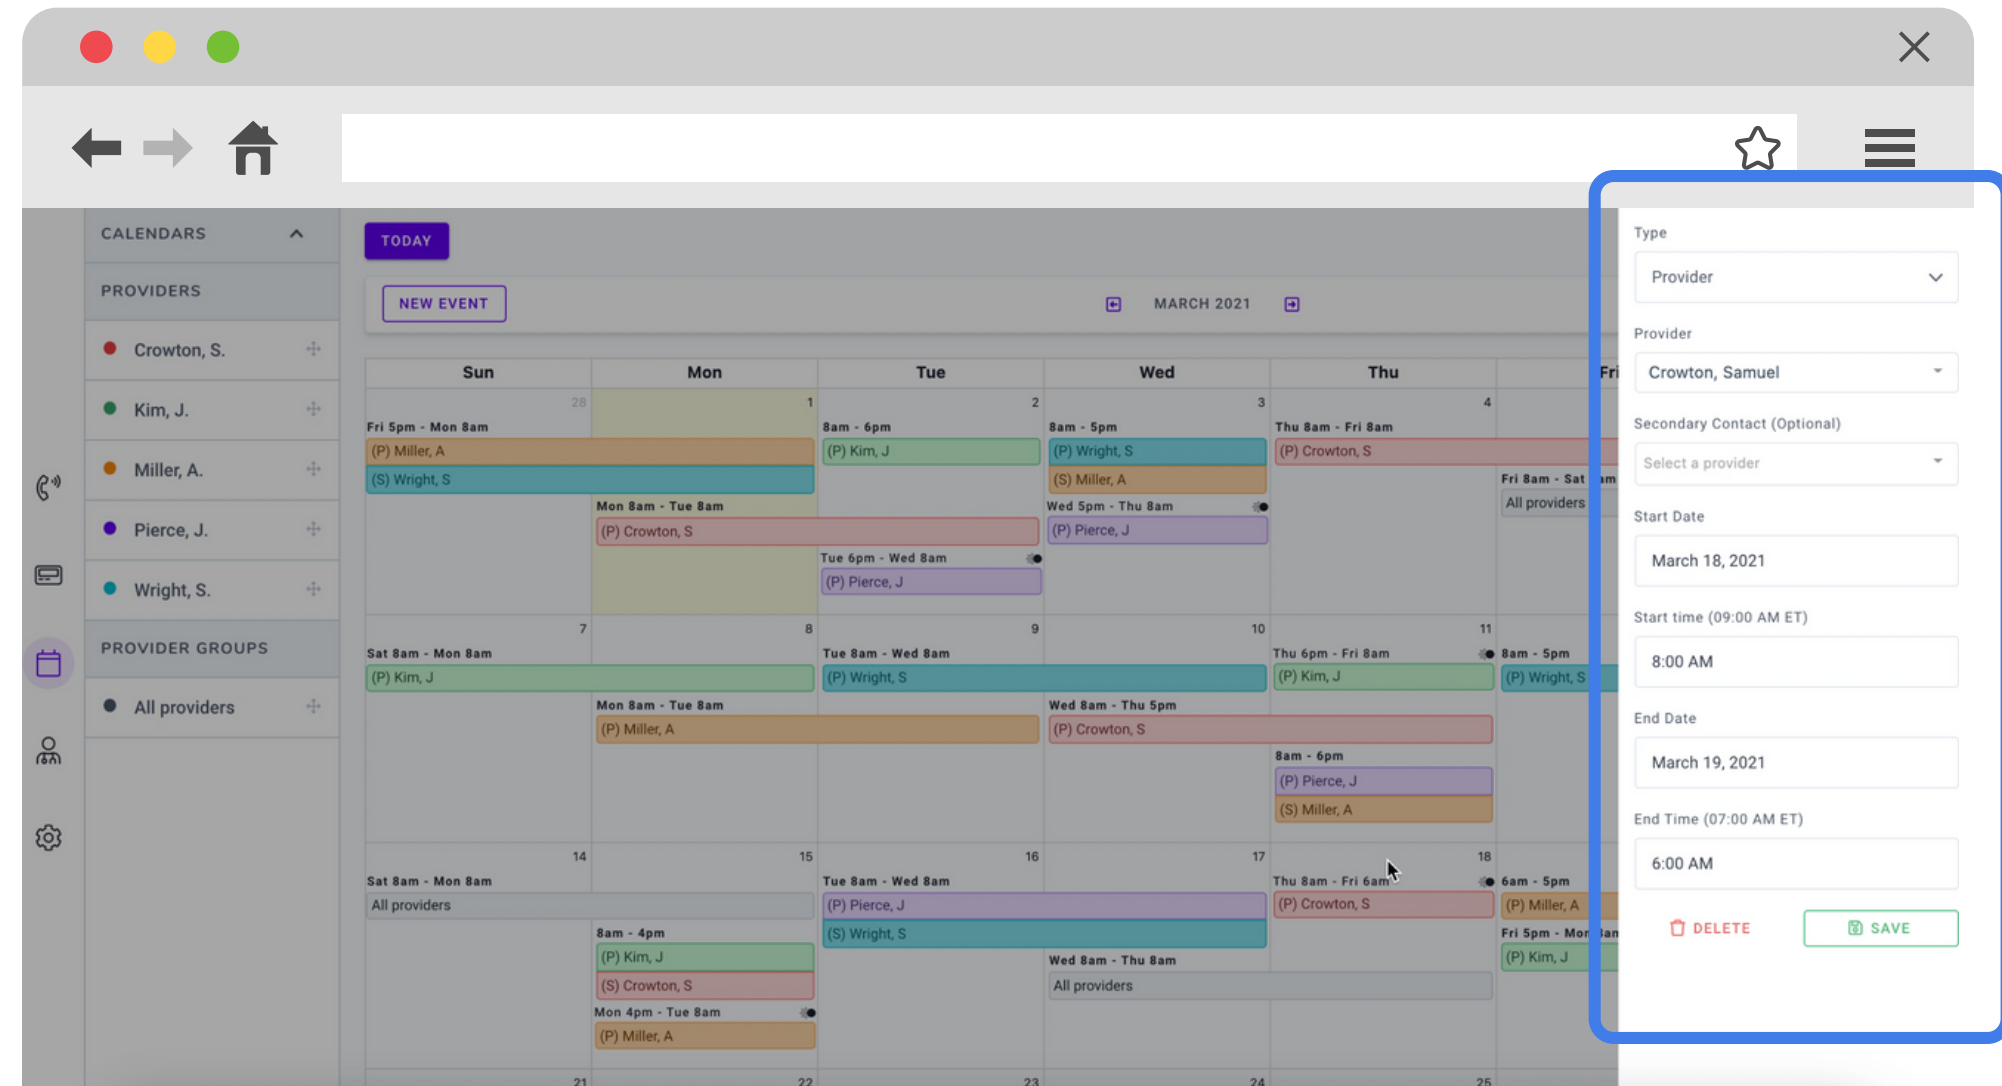 CALENDARS
PROVIDERS
Crowton, S.
Kim, J.
Miller, A.
Pierce, J.
Wright, S.
PROVIDER GROUPS
All providers
TODAY
NEW EVENT
MARCH 2021
Sun Mon Tue Wed Thu Fri
28 1 2 3 4
Fri 5pm - Mon 8am
(P) Miller, A
(S) Wright, S
Mon 8am - Tue 8am
(P) Crowton, S
8am - 6pm
(P) Kim, J
Tue 6pm - Wed 8am
(P) Pierce, J
8am - 5pm
(P) Wright, S
(S) Miller, A
Wed 5pm - Thu 8am
(P) Pierce, J
Thu 8am - Fri 8am
(P) Crowton, S
Fri 8am - Sat am
All providers
7 8 9 10 11
Sat 8am - Mon 8am
(P) Kim, J
Mon 8am - Tue 8am
(P) Miller, A
Tue 8am - Wed 8am
(P) Wright, S
Wed 8am - Thu 5pm
(P) Crowton, S
Thu 6pm - Fri 8am
(P) Kim, J
8am - 6pm
(P) Pierce, J
(S) Miller, A
8am - 5pm
(P) Wright, S
14 15 16 17 18
Sat 8am - Mon 8am
All providers
8am - 4pm
(P) Kim, J
(S) Crowton, S
Mon 4pm - Tue 8am
(P) Miller, A
Tue 8am - Wed 8am
(P) Pierce, J
(S) Wright, S
Wed 8am - Thu 8am
All providers
Thu 8am - Fri 6am
(P) Crowton, S
6am - 5pm
(P) Miller, A
Fri 5pm - Mon 8am
(P) Kim, J
21 22 23 24 25
Type
Provider
Provider
Crowton, Samuel
Secondary Contact (Optional)
Select a provider
Start Date
March 18, 2021
Start time (09:00 AM ET)
8:00 AM
End Date
March 19, 2021
End Time (07:00 AM ET)
6:00 AM
DELETE
SAVE